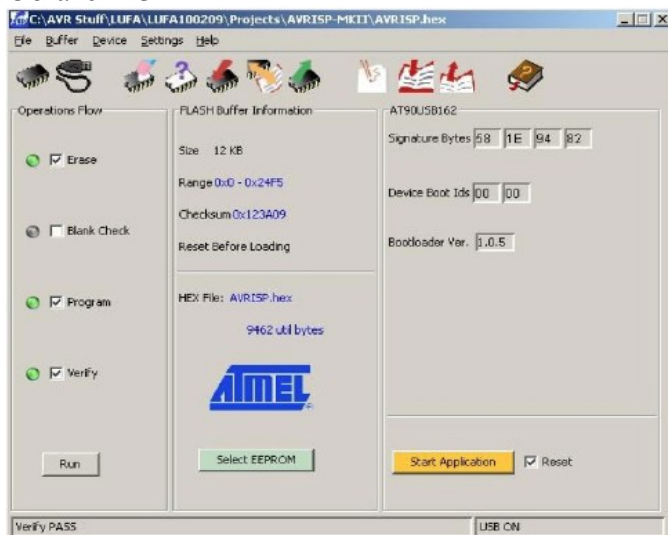 C:\AVR Stuff\LUFA\LUFA100209\Projects\AVRISP-MKII\AVRISP.hex
File Buffer Device Settings Help
Operations Flow
Erase
Blank Check
Program
Verify
Run
FLASH Buffer Information
Size 12 KB
Range 0x0 - 0x24F5
Checksum 0x123A09
Reset Before Loading
HEX File: AVRISP.hex
9462 util bytes
ATMEL
Select EEPROM
AT90USB162
Signature Bytes 58 1E 94 82
Device Boot Ids 00 00
Bootloader Ver. 1.0.5
Start Application Reset
Verify PASS USB ON